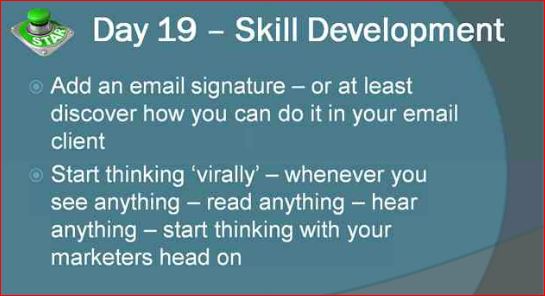 STAR
Day 19 – Skill Development
Add an email signature – or at least
discover how you can do it in your email
client
Start thinking ‘virally’ – whenever you
see anything – read anything – hear
anything – start thinking with your
marketers head on